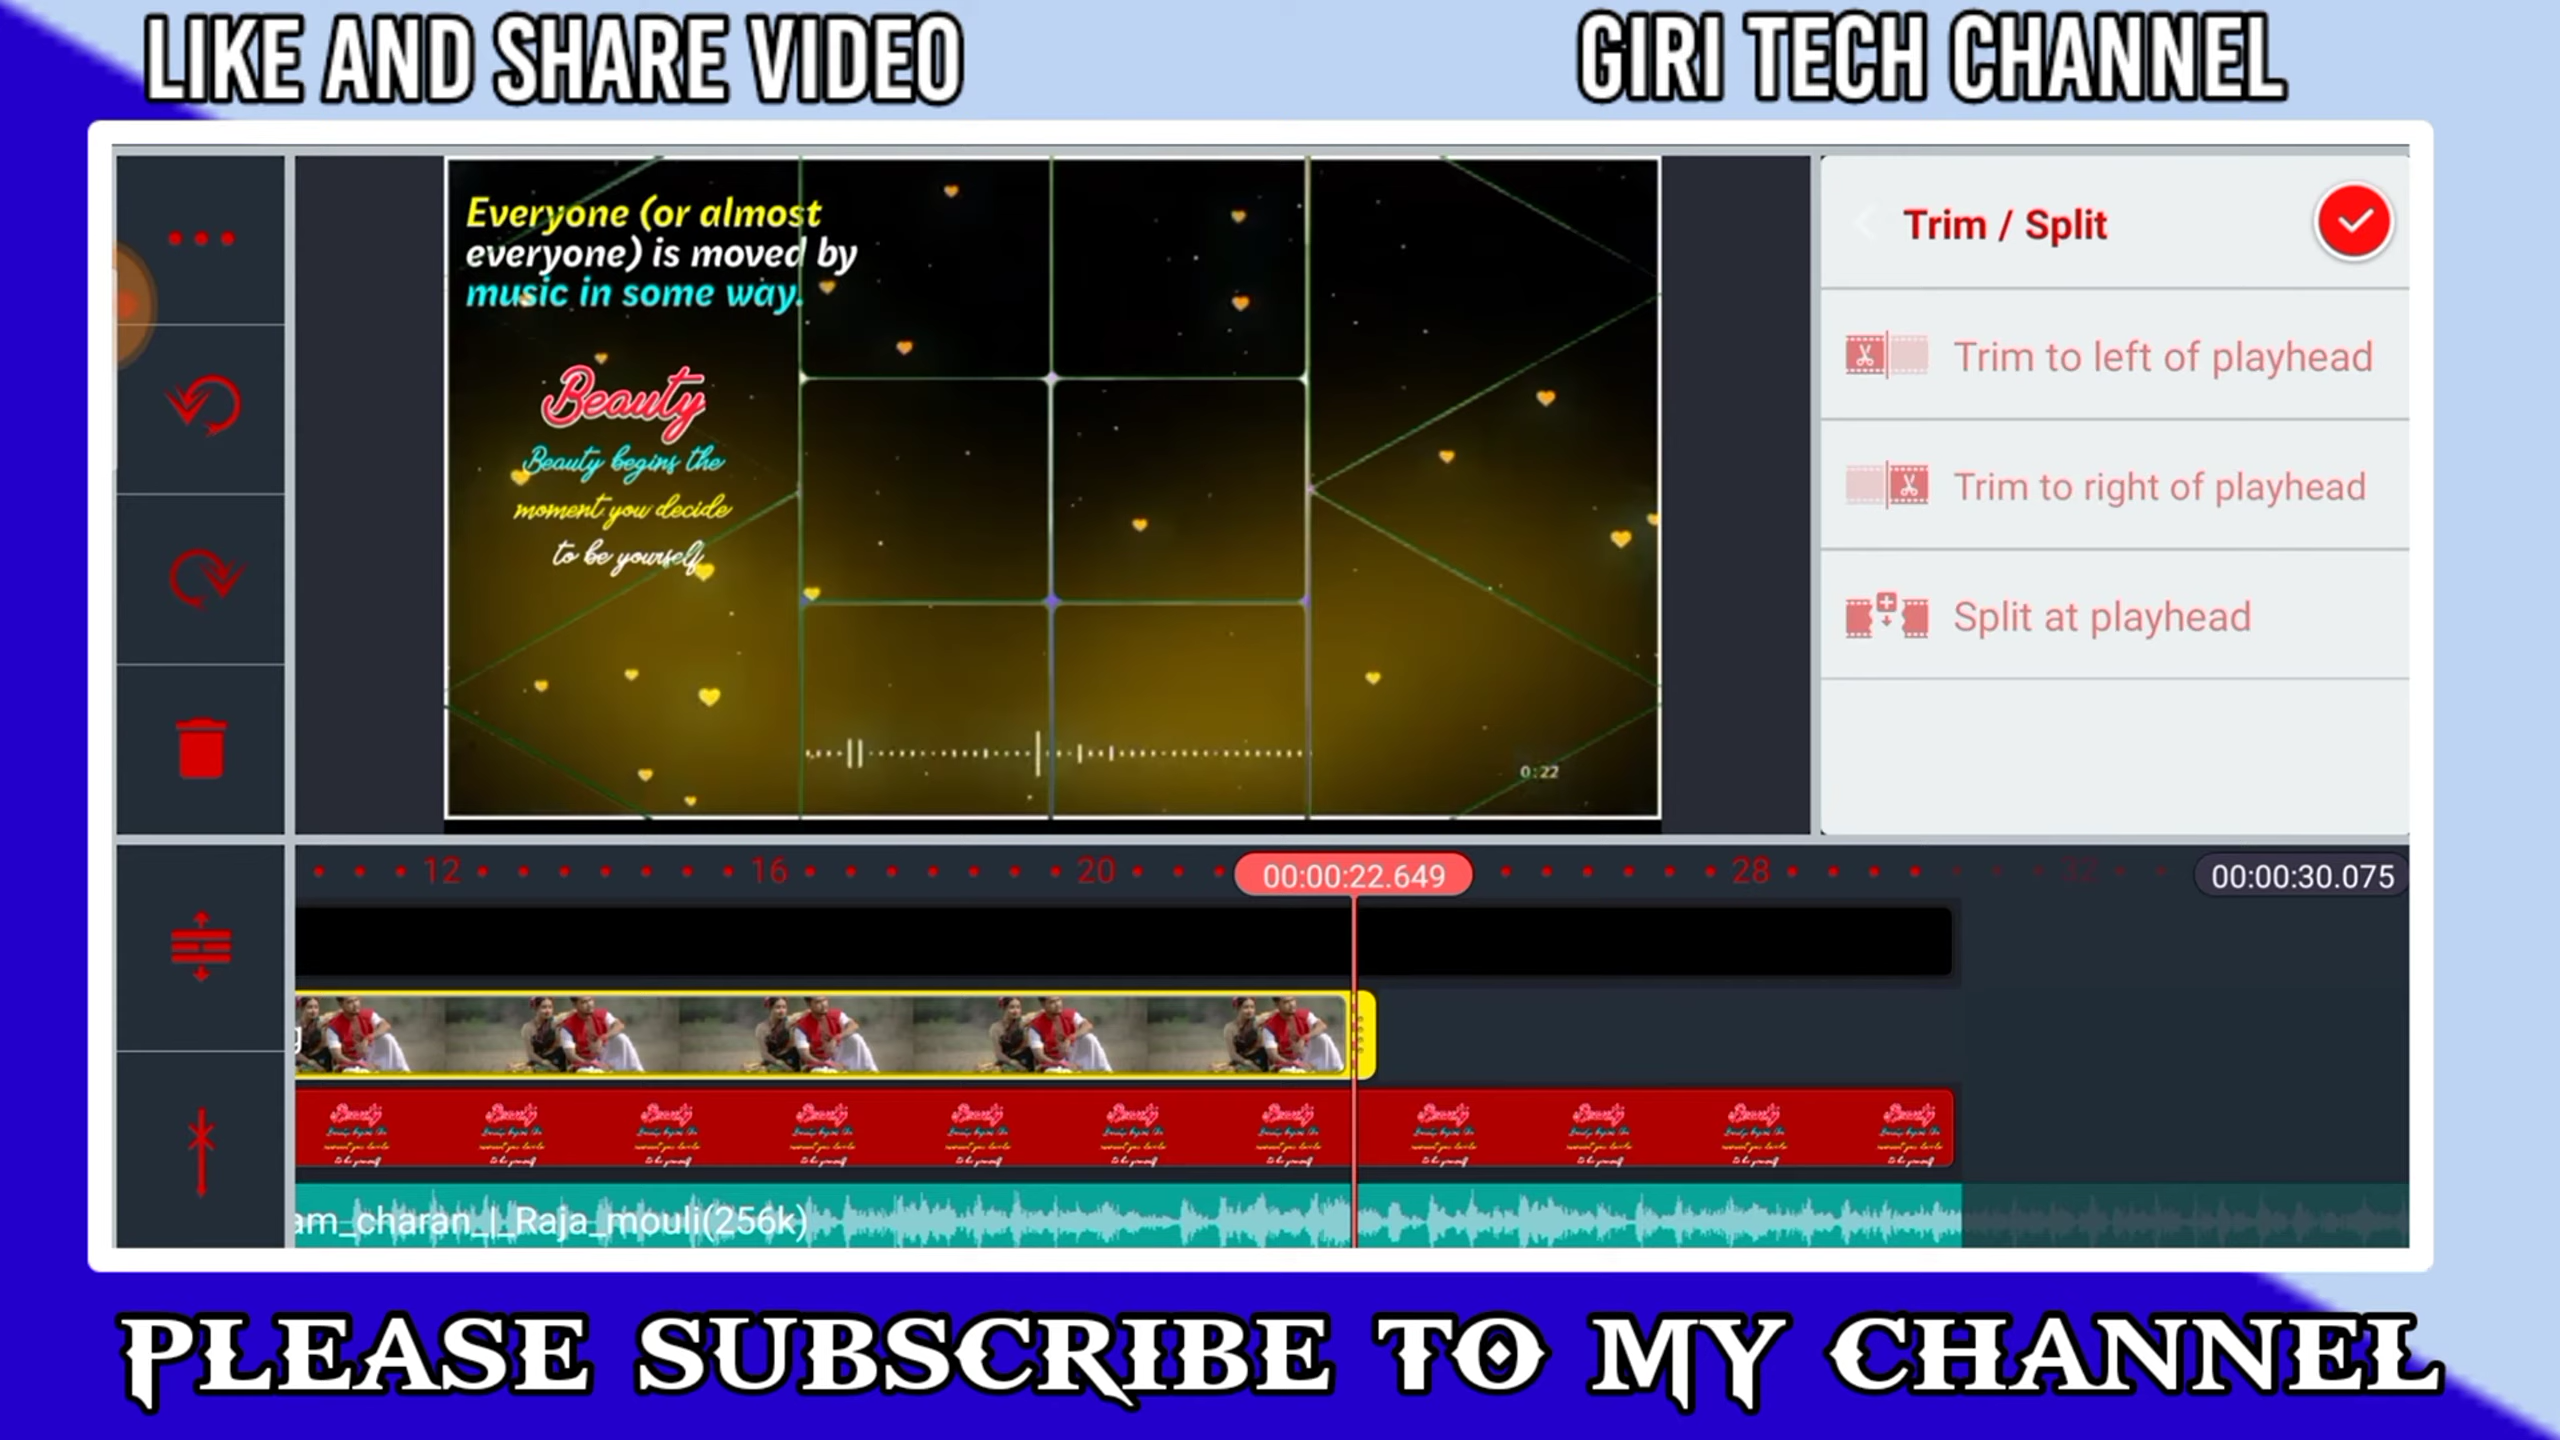 LIKE AND SHARE VIDEO
GIRI TECH CHANNEL
Everyone (or almost
everyone) is moved by
music in some way.
Beauty
Beauty begins the
moment you decide
to be yourself
0:22
Trim / Split
Trim to left of playhead
Trim to right of playhead
Split at playhead
12
16
20
00:00:22.649
28
32
00:00:30.075
g
am_charan_|_Raja_mouli(256k)
PLEASE SUBSCRIBE TO MY CHANNEL